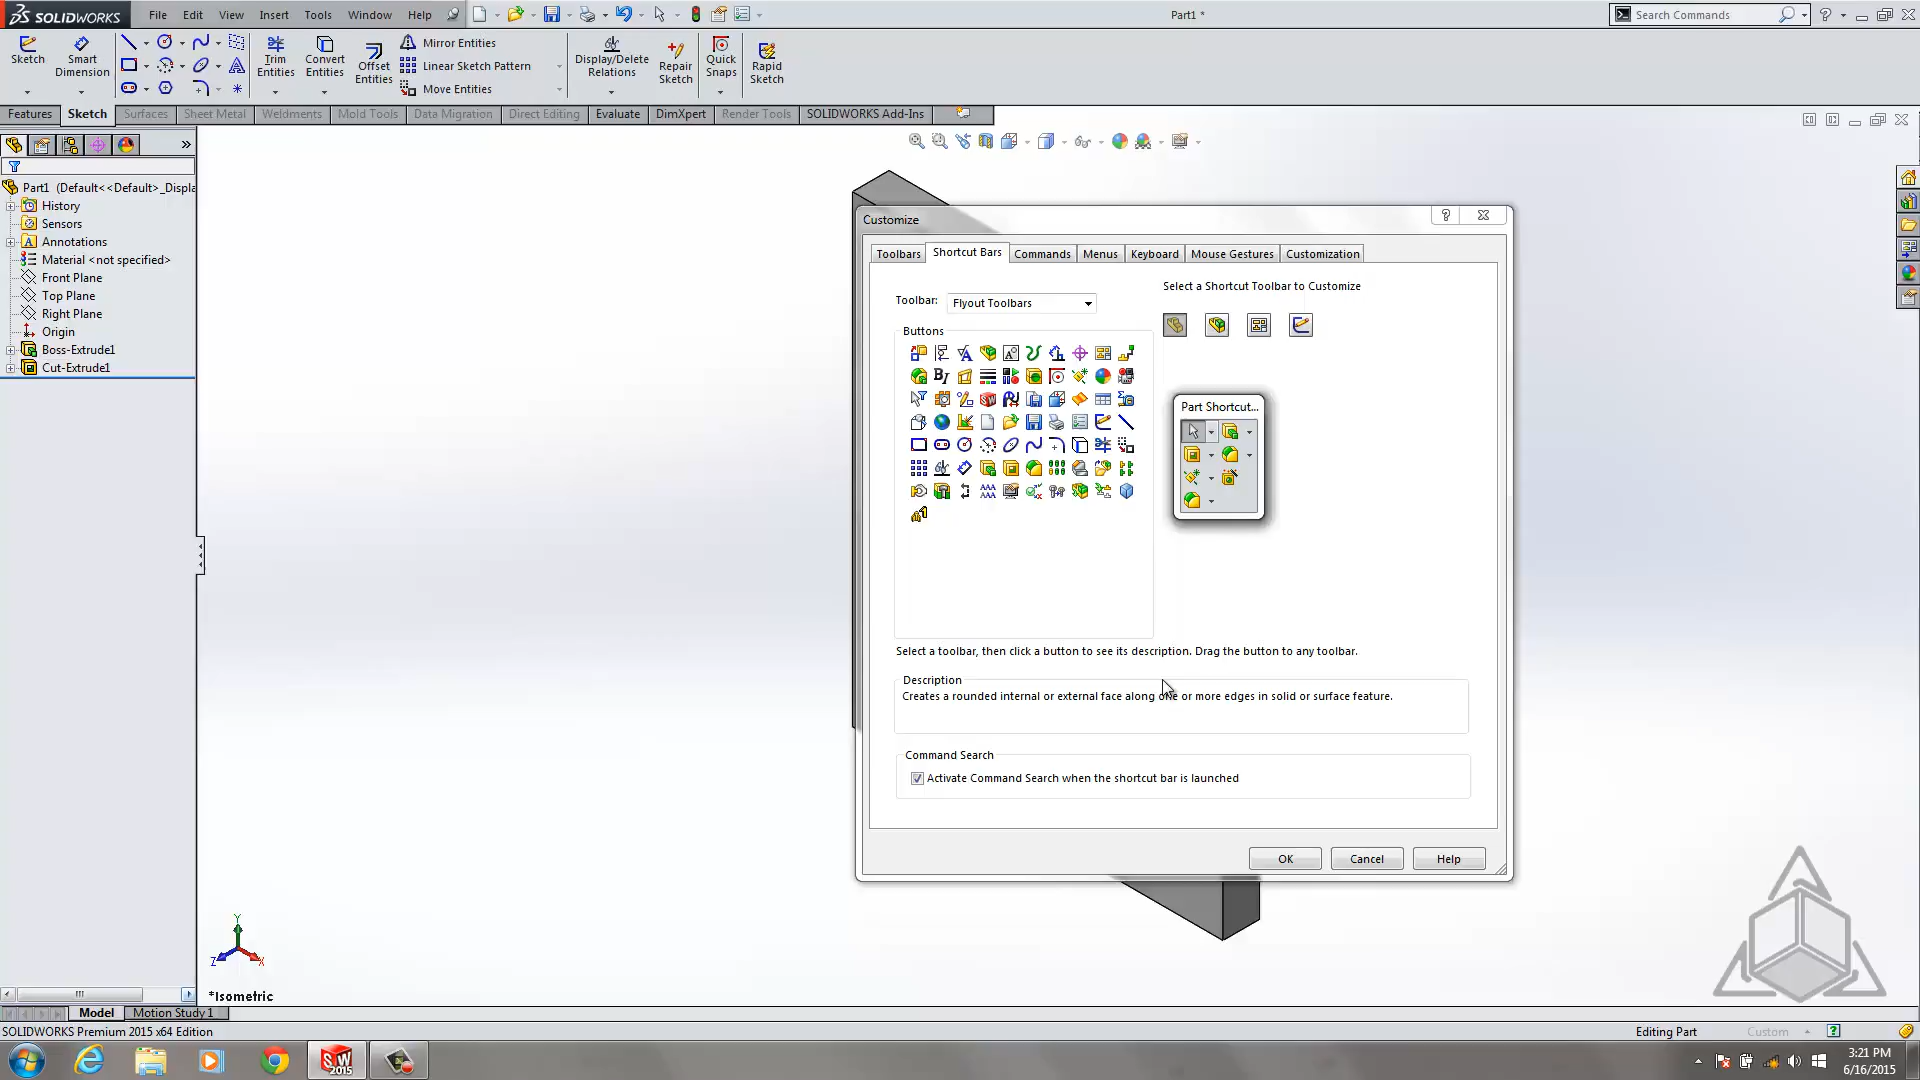 SOLIDWORKS File Edit View Insert Tools Window Help Part1 * Search Commands
Sketch Smart Dimension Trim Entities Convert Entities Offset Entities Mirror Entities Display/Delete Relations Repair Sketch Quick Snaps Rapid Sketch
Linear Sketch Pattern
Move Entities
Features Sketch Surfaces Sheet Metal Weldments Mold Tools Data Migration Direct Editing Evaluate DimXpert Render Tools SOLIDWORKS Add-Ins
Part1 (Default<<Default>_Displa
History
Sensors
Annotations
Material <not specified>
Front Plane
Top Plane
Right Plane
Origin
Boss-Extrude1
Cut-Extrude1
Customize
Toolbars Shortcut Bars Commands Menus Keyboard Mouse Gestures Customization
Select a Shortcut Toolbar to Customize
Toolbar: Flyout Toolbars
Buttons
Part Shortcut...
Select a toolbar, then click a button to see its description. Drag the button to any toolbar.
Description
Creates a rounded internal or external face along one or more edges in solid or surface feature.
Command Search
Activate Command Search when the shortcut bar is launched
OK Cancel Help
Y
Z X
*Isometric
Model Motion Study 1
SOLIDWORKS Premium 2015 x64 Edition Editing Part Custom
SW 2015
3:21 PM
6/16/2015